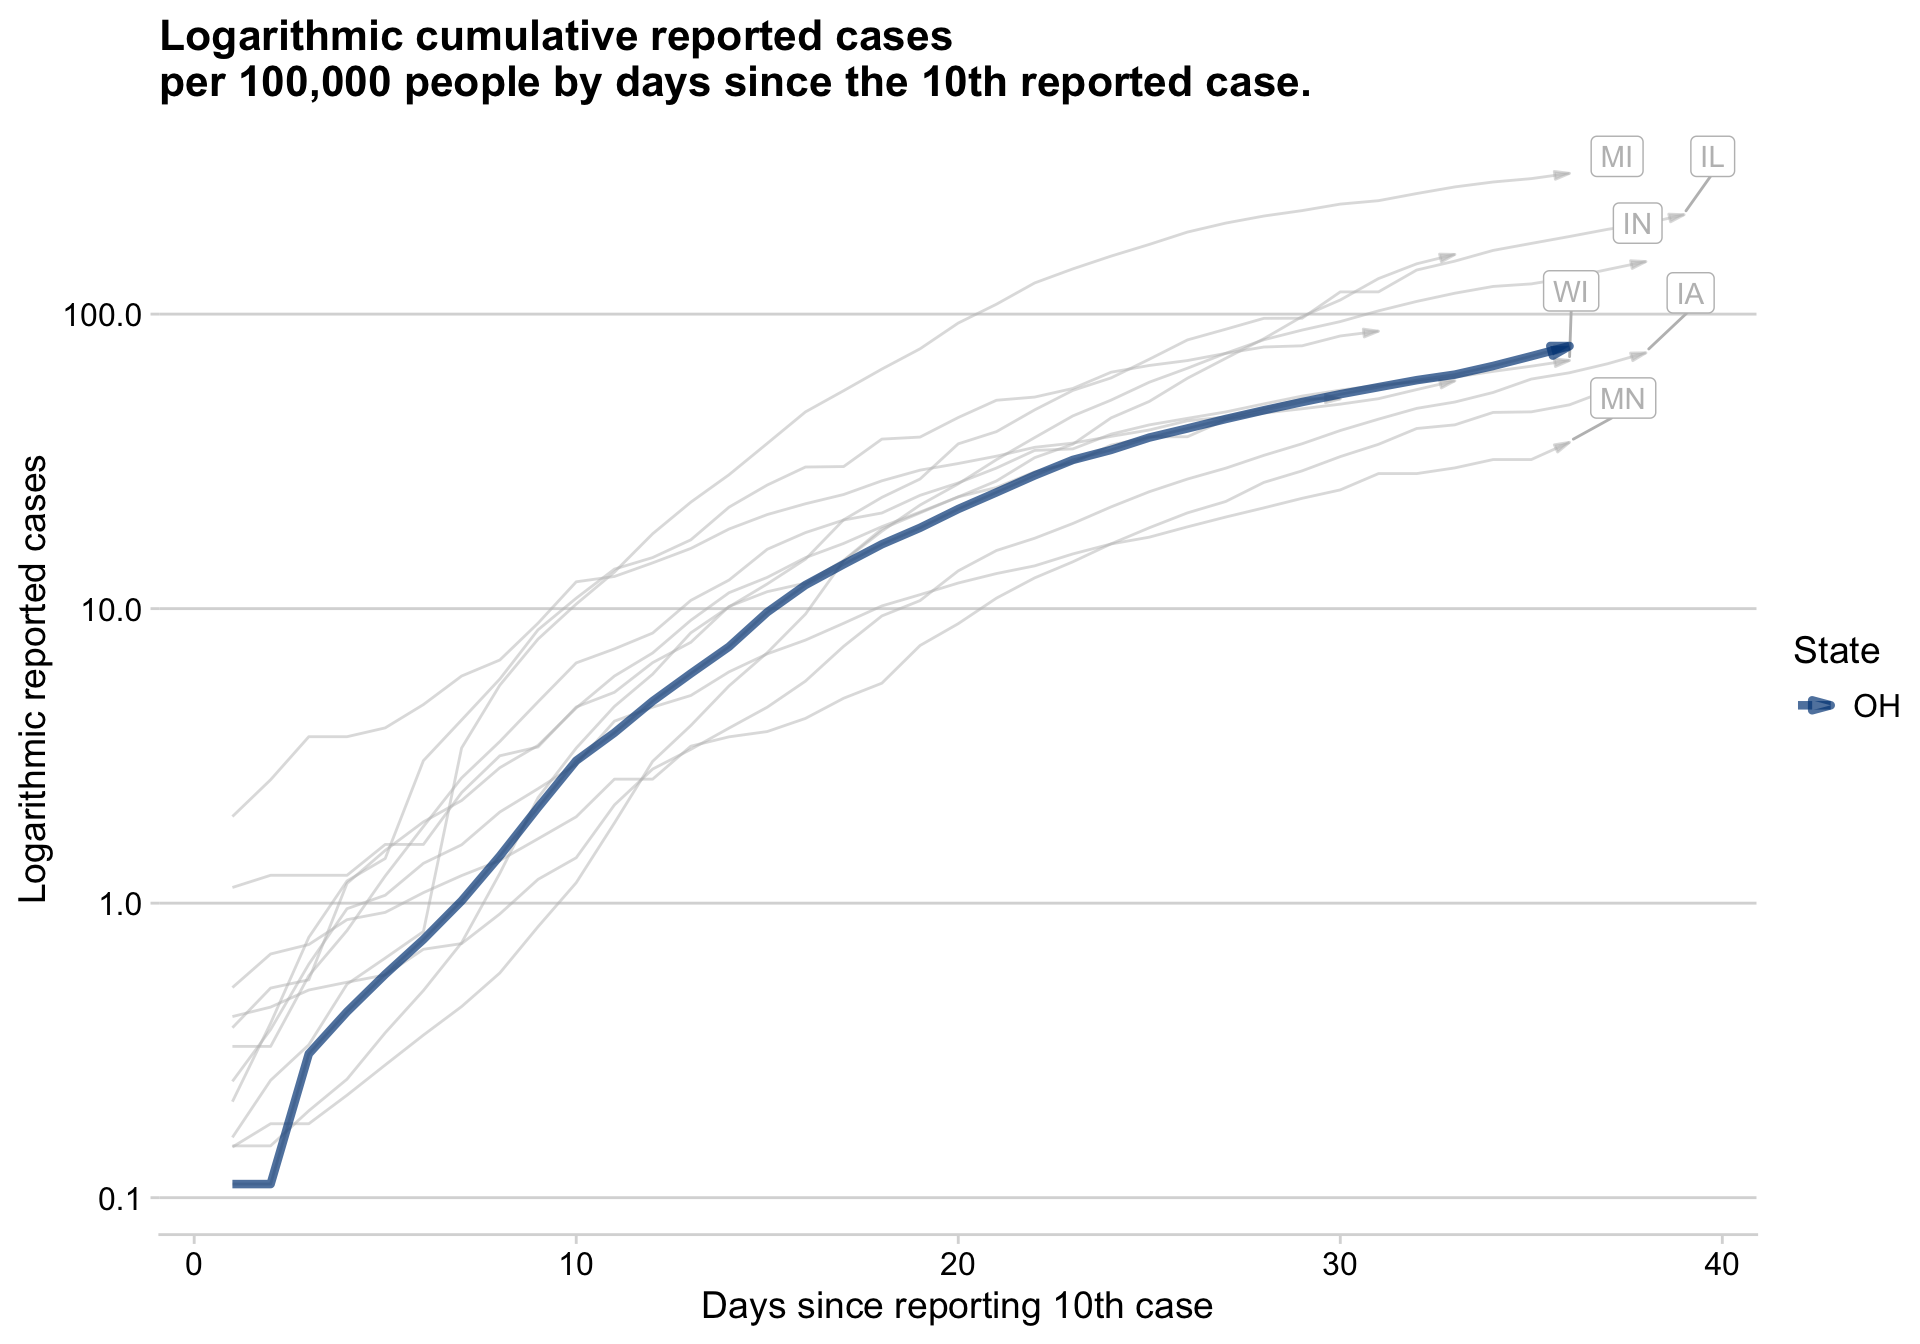 Logarithmic cumulative reported cases
per 100,000 people by days since the 10th reported case.
MI
IL
IN
WI
IA
MN
100.0
10.0
1.0
0.1
Logarithmic reported cases
0
10
20
30
40
Days since reporting 10th case
State
OH